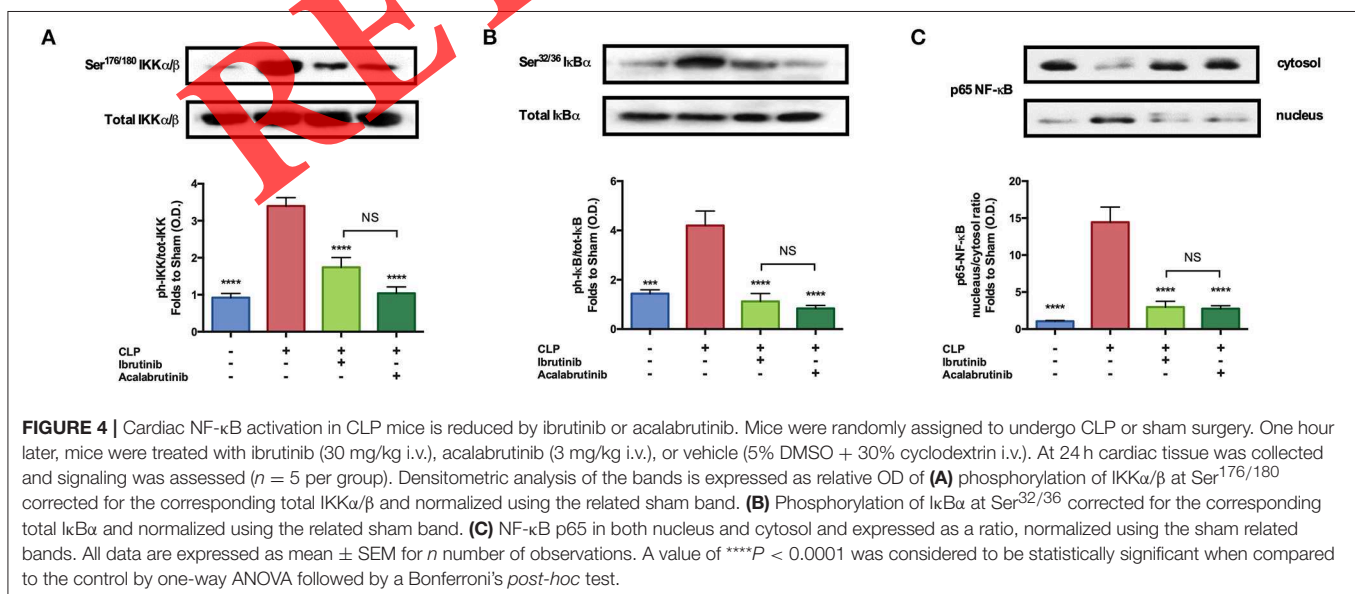 RET
A
B
C
Ser176/180 IKKα/β
Total IKKα/β
Ser32/36 IκBα
Total IκBα
p65 NF-κB
cytosol
nucleus
ph-IKK/tot-IKK
Folds to Sham (O.D.)
4
3
2
1
0
****
****
****
NS
CLP - + + +
Ibrutinib - - + -
Acalabrutinib - - - +
ph-IκB/tot-IκB
Folds to Sham (O.D.)
6
4
2
0
***
****
****
NS
CLP - + + +
Ibrutinib - - + -
Acalabrutinib - - - +
p65-NF-κB
nucleaus/cytosol ratio
Folds to Sham (O.D.)
20
15
10
5
0
****
****
****
NS
CLP - + + +
Ibrutinib - - + -
Acalabrutinib - - - +
FIGURE 4 | Cardiac NF-κB activation in CLP mice is reduced by ibrutinib or acalabrutinib. Mice were randomly assigned to undergo CLP or sham surgery. One hour
later, mice were treated with ibrutinib (30 mg/kg i.v.), acalabrutinib (3 mg/kg i.v.), or vehicle (5% DMSO + 30% cyclodextrin i.v.). At 24 h cardiac tissue was collected
and signaling was assessed (n = 5 per group). Densitometric analysis of the bands is expressed as relative OD of (A) phosphorylation of IKKα/β at Ser176/180
corrected for the corresponding total IKKα/β and normalized using the related sham band. (B) Phosphorylation of IκBα at Ser32/36 corrected for the corresponding
total IκBα and normalized using the related sham band. (C) NF-κB p65 in both nucleus and cytosol and expressed as a ratio, normalized using the sham related
bands. All data are expressed as mean ± SEM for n number of observations. A value of ****P < 0.0001 was considered to be statistically significant when compared
to the control by one-way ANOVA followed by a Bonferroni's post-hoc test.